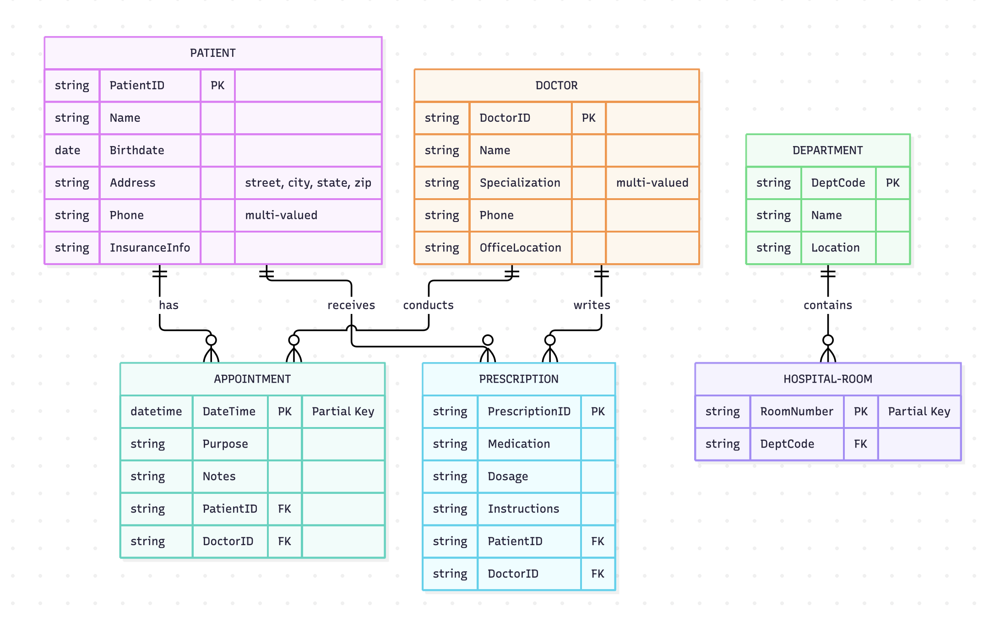 PATIENT
string PatientID PK
string Name
date Birthdate
string Address street, city, state, zip
string Phone multi-valued
string InsuranceInfo
DOCTOR
string DoctorID PK
string Name
string Specialization multi-valued
string Phone
string OfficeLocation
DEPARTMENT
string DeptCode PK
string Name
string Location
has
receives
conducts
writes
contains
APPOINTMENT
datetime DateTime PK Partial Key
string Purpose
string Notes
string PatientID FK
string DoctorID FK
PRESCRIPTION
string PrescriptionID PK
string Medication
string Dosage
string Instructions
string PatientID FK
string DoctorID FK
HOSPITAL-ROOM
string RoomNumber PK Partial Key
string DeptCode FK